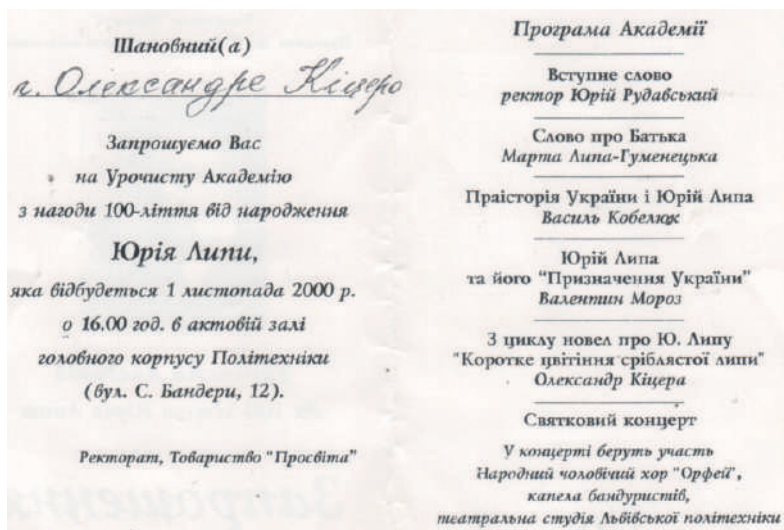 Шановний(а)
г. Олександре Кіцеро
Запрошуємо Вас
на Урочисту Академію
з нагоди 100-ліття від народження
Юрія Липи,
яка відбудеться 1 листопада 2000 р.
о 16.00 год. в актовій залі
головного корпусу Політехніки
(вул. С. Бандери, 12).
Ректорат, Товариство "Просвіта"
Програма Академії
Вступне слово
ректор Юрій Рудавський
Слово про Батька
Марта Липа-Гуменецька
Праісторія України і Юрій Липа
Василь Кобелюх
Юрій Липа
та його "Призначення України"
Валентин Мороз
З циклу новел про Ю. Липу
"Коротке цвітіння сріблястої липи"
Олександр Кіцера
Святковий концерт
У концерті беруть участь
Народний чоловічий хор "Орфей",
капела бандуристів,
театральна студія Львівської політехніки